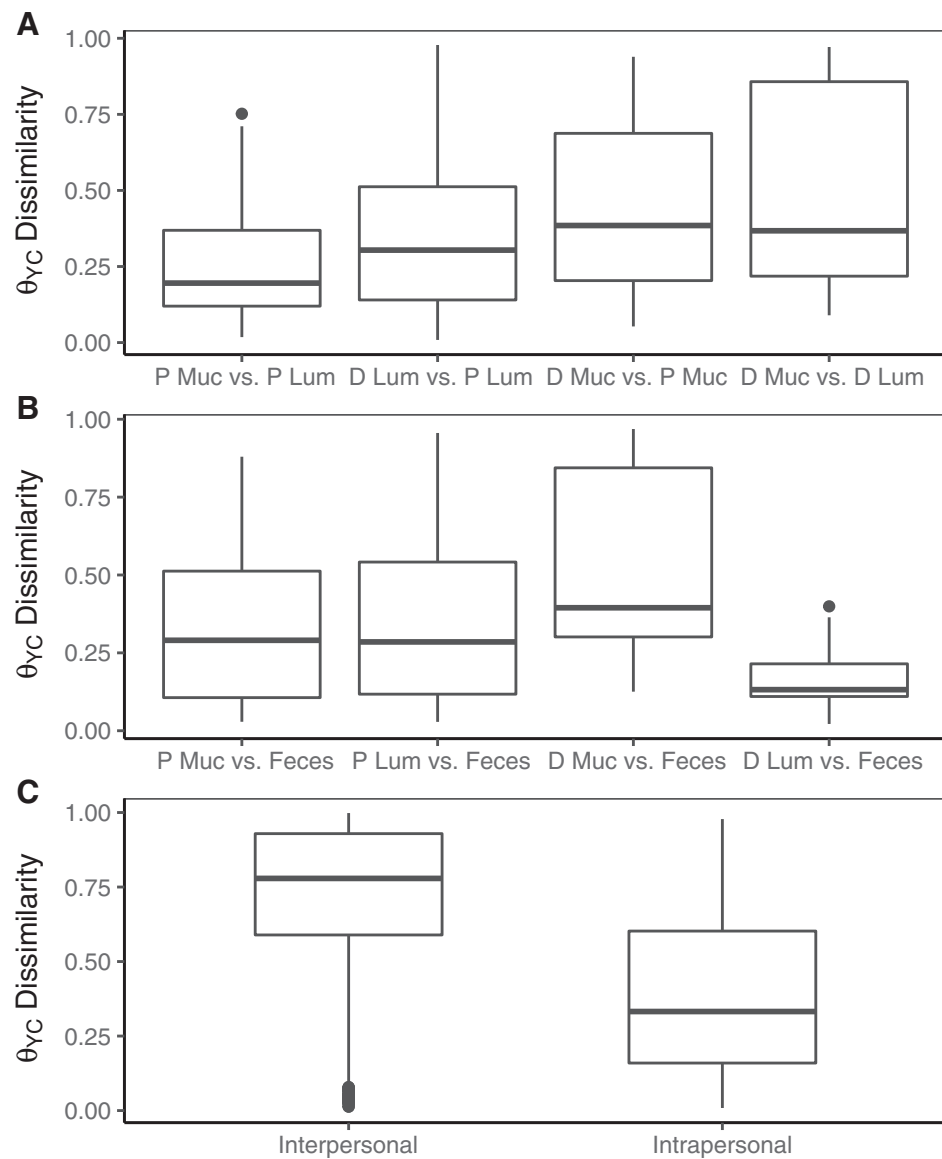 A
θYC Dissimilarity
1.00
0.75
0.50
0.25
0.00
P Muc vs. P Lum D Lum vs. P Lum D Muc vs. P Muc D Muc vs. D Lum
B
θYC Dissimilarity
1.00
0.75
0.50
0.25
0.00
P Muc vs. Feces P Lum vs. Feces D Muc vs. Feces D Lum vs. Feces
C
θYC Dissimilarity
1.00
0.75
0.50
0.25
0.00
Interpersonal Intrapersonal